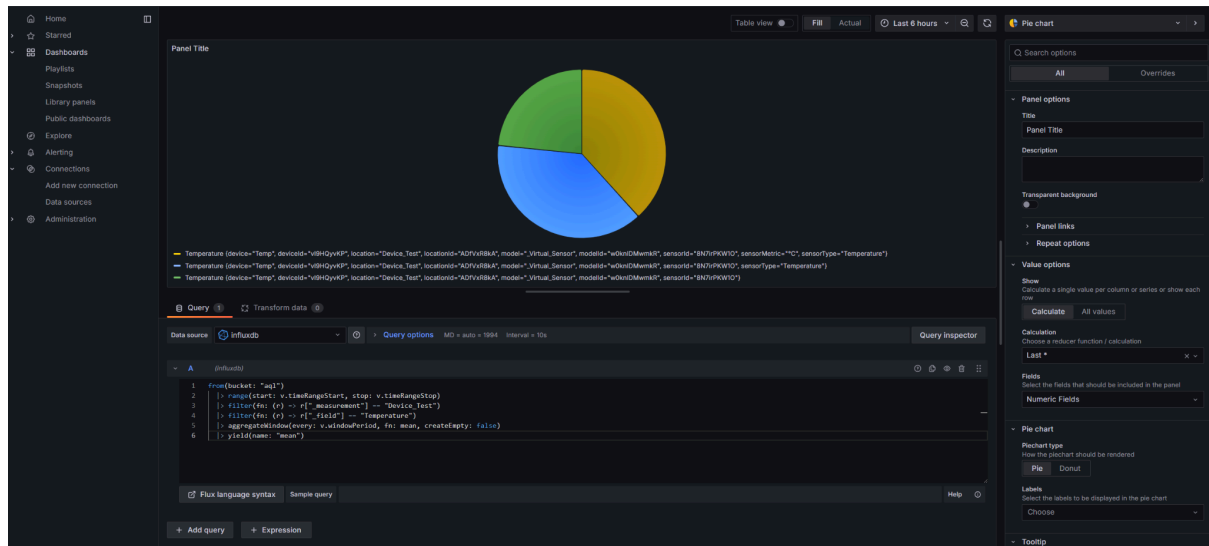 Home
Starred
Dashboards
Playlists
Snapshots
Library panels
Public dashboards
Explore
Alerting
Connections
Add new connection
Data sources
Administration
Table view Fill Actual Last 6 hours
Panel Title
Temperature {device="Temp", deviceId="vI9HQyvKP", location="Device_Test", locationId="ADfVxR8kA", model="_Virtual_Sensor", modelId="w0kniDMwmkR", sensorId="8N7irPKW1O", sensorMetric="°C", sensorType="Temperature"}
Temperature {device="Temp", deviceId="vI9HQyvKP", location="Device_Test", locationId="ADfVxR8kA", model="_Virtual_Sensor", modelId="w0kniDMwmkR", sensorId="8N7irPKW1O", sensorType="Temperature"}
Temperature {device="Temp", deviceId="vI9HQyvKP", location="Device_Test", locationId="ADfVxR8kA", model="_Virtual_Sensor", modelId="w0kniDMwmkR", sensorId="8N7irPKW1O"}
Query 1 Transform data 0
Data source influxdb Query options MD = auto = 1994 Interval = 10s Query inspector
A (influxdb)
1 from(bucket: "aql")
2 |> range(start: v.timeRangeStart, stop: v.timeRangeStop)
3 |> filter(fn: (r) => r["_measurement"] == "Device_Test")
4 |> filter(fn: (r) => r["_field"] == "Temperature")
5 |> aggregateWindow(every: v.windowPeriod, fn: mean, createEmpty: false)
6 |> yield(name: "mean")
Flux language syntax Sample query Help
+ Add query + Expression
Pie chart
Search options
All Overrides
Panel options
Title
Panel Title
Description
Transparent background
Panel links
Repeat options
Value options
Show
Calculate a single value per column or series or show each
row
Calculate All values
Calculation
Choose a reducer function / calculation
Last *
Fields
Select the fields that should be included in the panel
Numeric Fields
Pie chart
Piechart type
How the piechart should be rendered
Pie Donut
Labels
Select the labels to be displayed in the pie chart
Choose
Tooltip